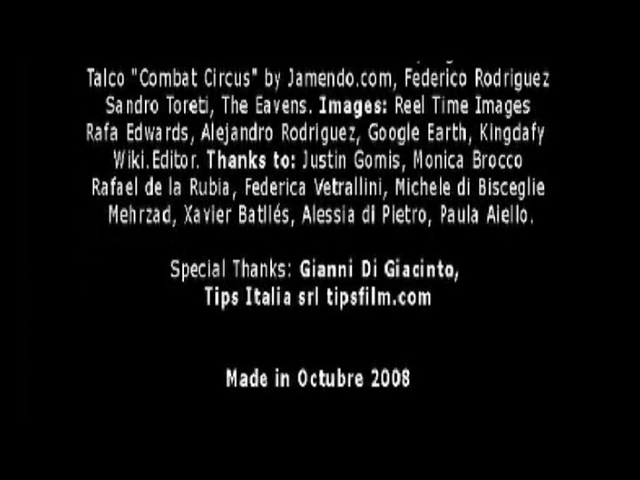 Talco "Combat Circus" by Jamendo.com, Federico Rodriguez
Sandro Toreti, The Eavens. Images: Reel Time Images
Rafa Edwards, Alejandro Rodriguez, Google Earth, Kingdafy
Wiki.Editor. Thanks to: Justin Gomis, Monica Brocco
Rafael de la Rubia, Federica Vetrallini, Michele di Bisceglie
Mehrzad, Xavier Batllés, Alessia di Pietro, Paula Aiello.
Special Thanks: Gianni Di Giacinto,
Tips Italia srl tipsfilm.com
Made in Octubre 2008